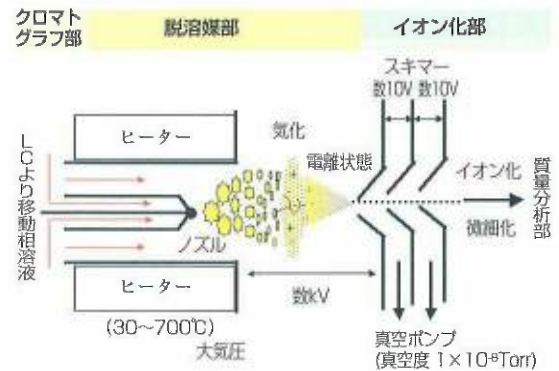 クロマト
グラフ部
脱溶媒部
イオン化部
スキマー
数10V 数10V
ヒーター
気化
電離状態
イオン化
LCより移動相溶液
質量分析部
ノズル
微細化
ヒーター
数kV
(30〜700℃)
大気圧
真空ポンプ
(真空度 1×10-8Torr)